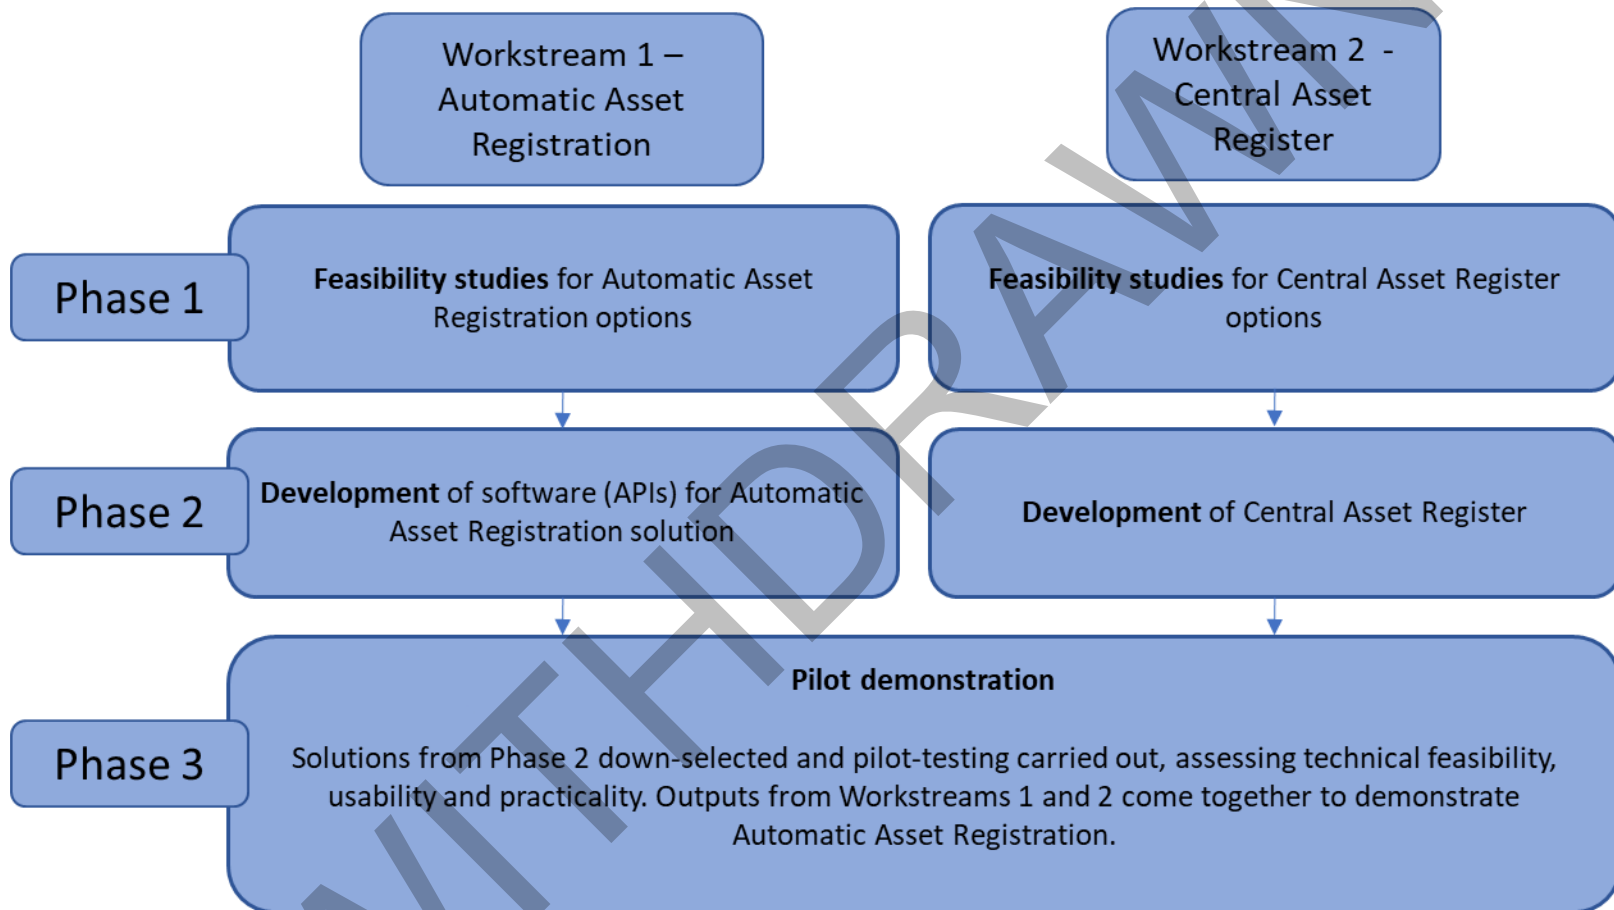 Workstream 1 –
Automatic Asset
Registration
Workstream 2 -
Central Asset
Register
Phase 1
Feasibility studies for Automatic Asset
Registration options
Feasibility studies for Central Asset Register
options
Phase 2
Development of software (APIs) for Automatic
Asset Registration solution
Development of Central Asset Register
Phase 3
Pilot demonstration
Solutions from Phase 2 down-selected and pilot-testing carried out, assessing technical feasibility,
usability and practicality. Outputs from Workstreams 1 and 2 come together to demonstrate
Automatic Asset Registration.
WITHDRAWN